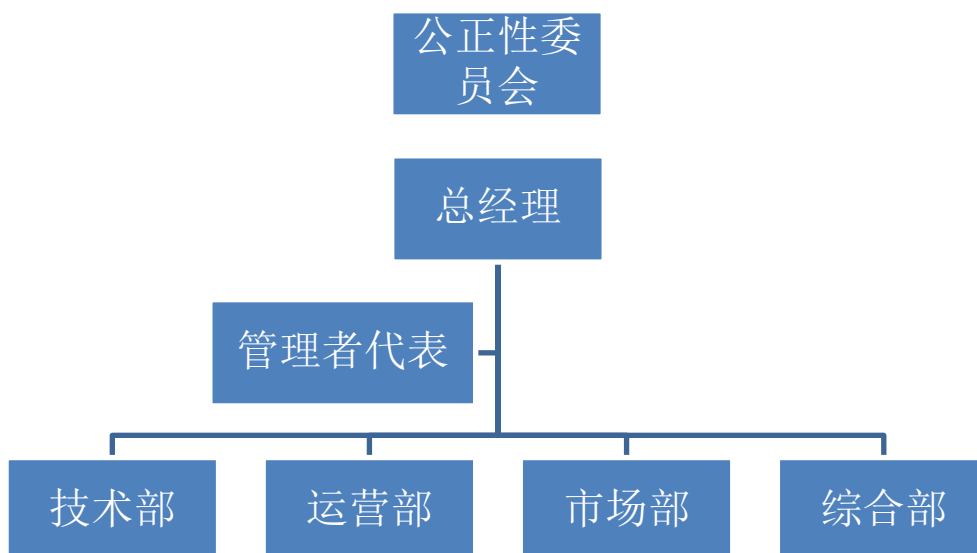 公正性委
员会
总经理
管理者代表
技术部
运营部
市场部
综合部